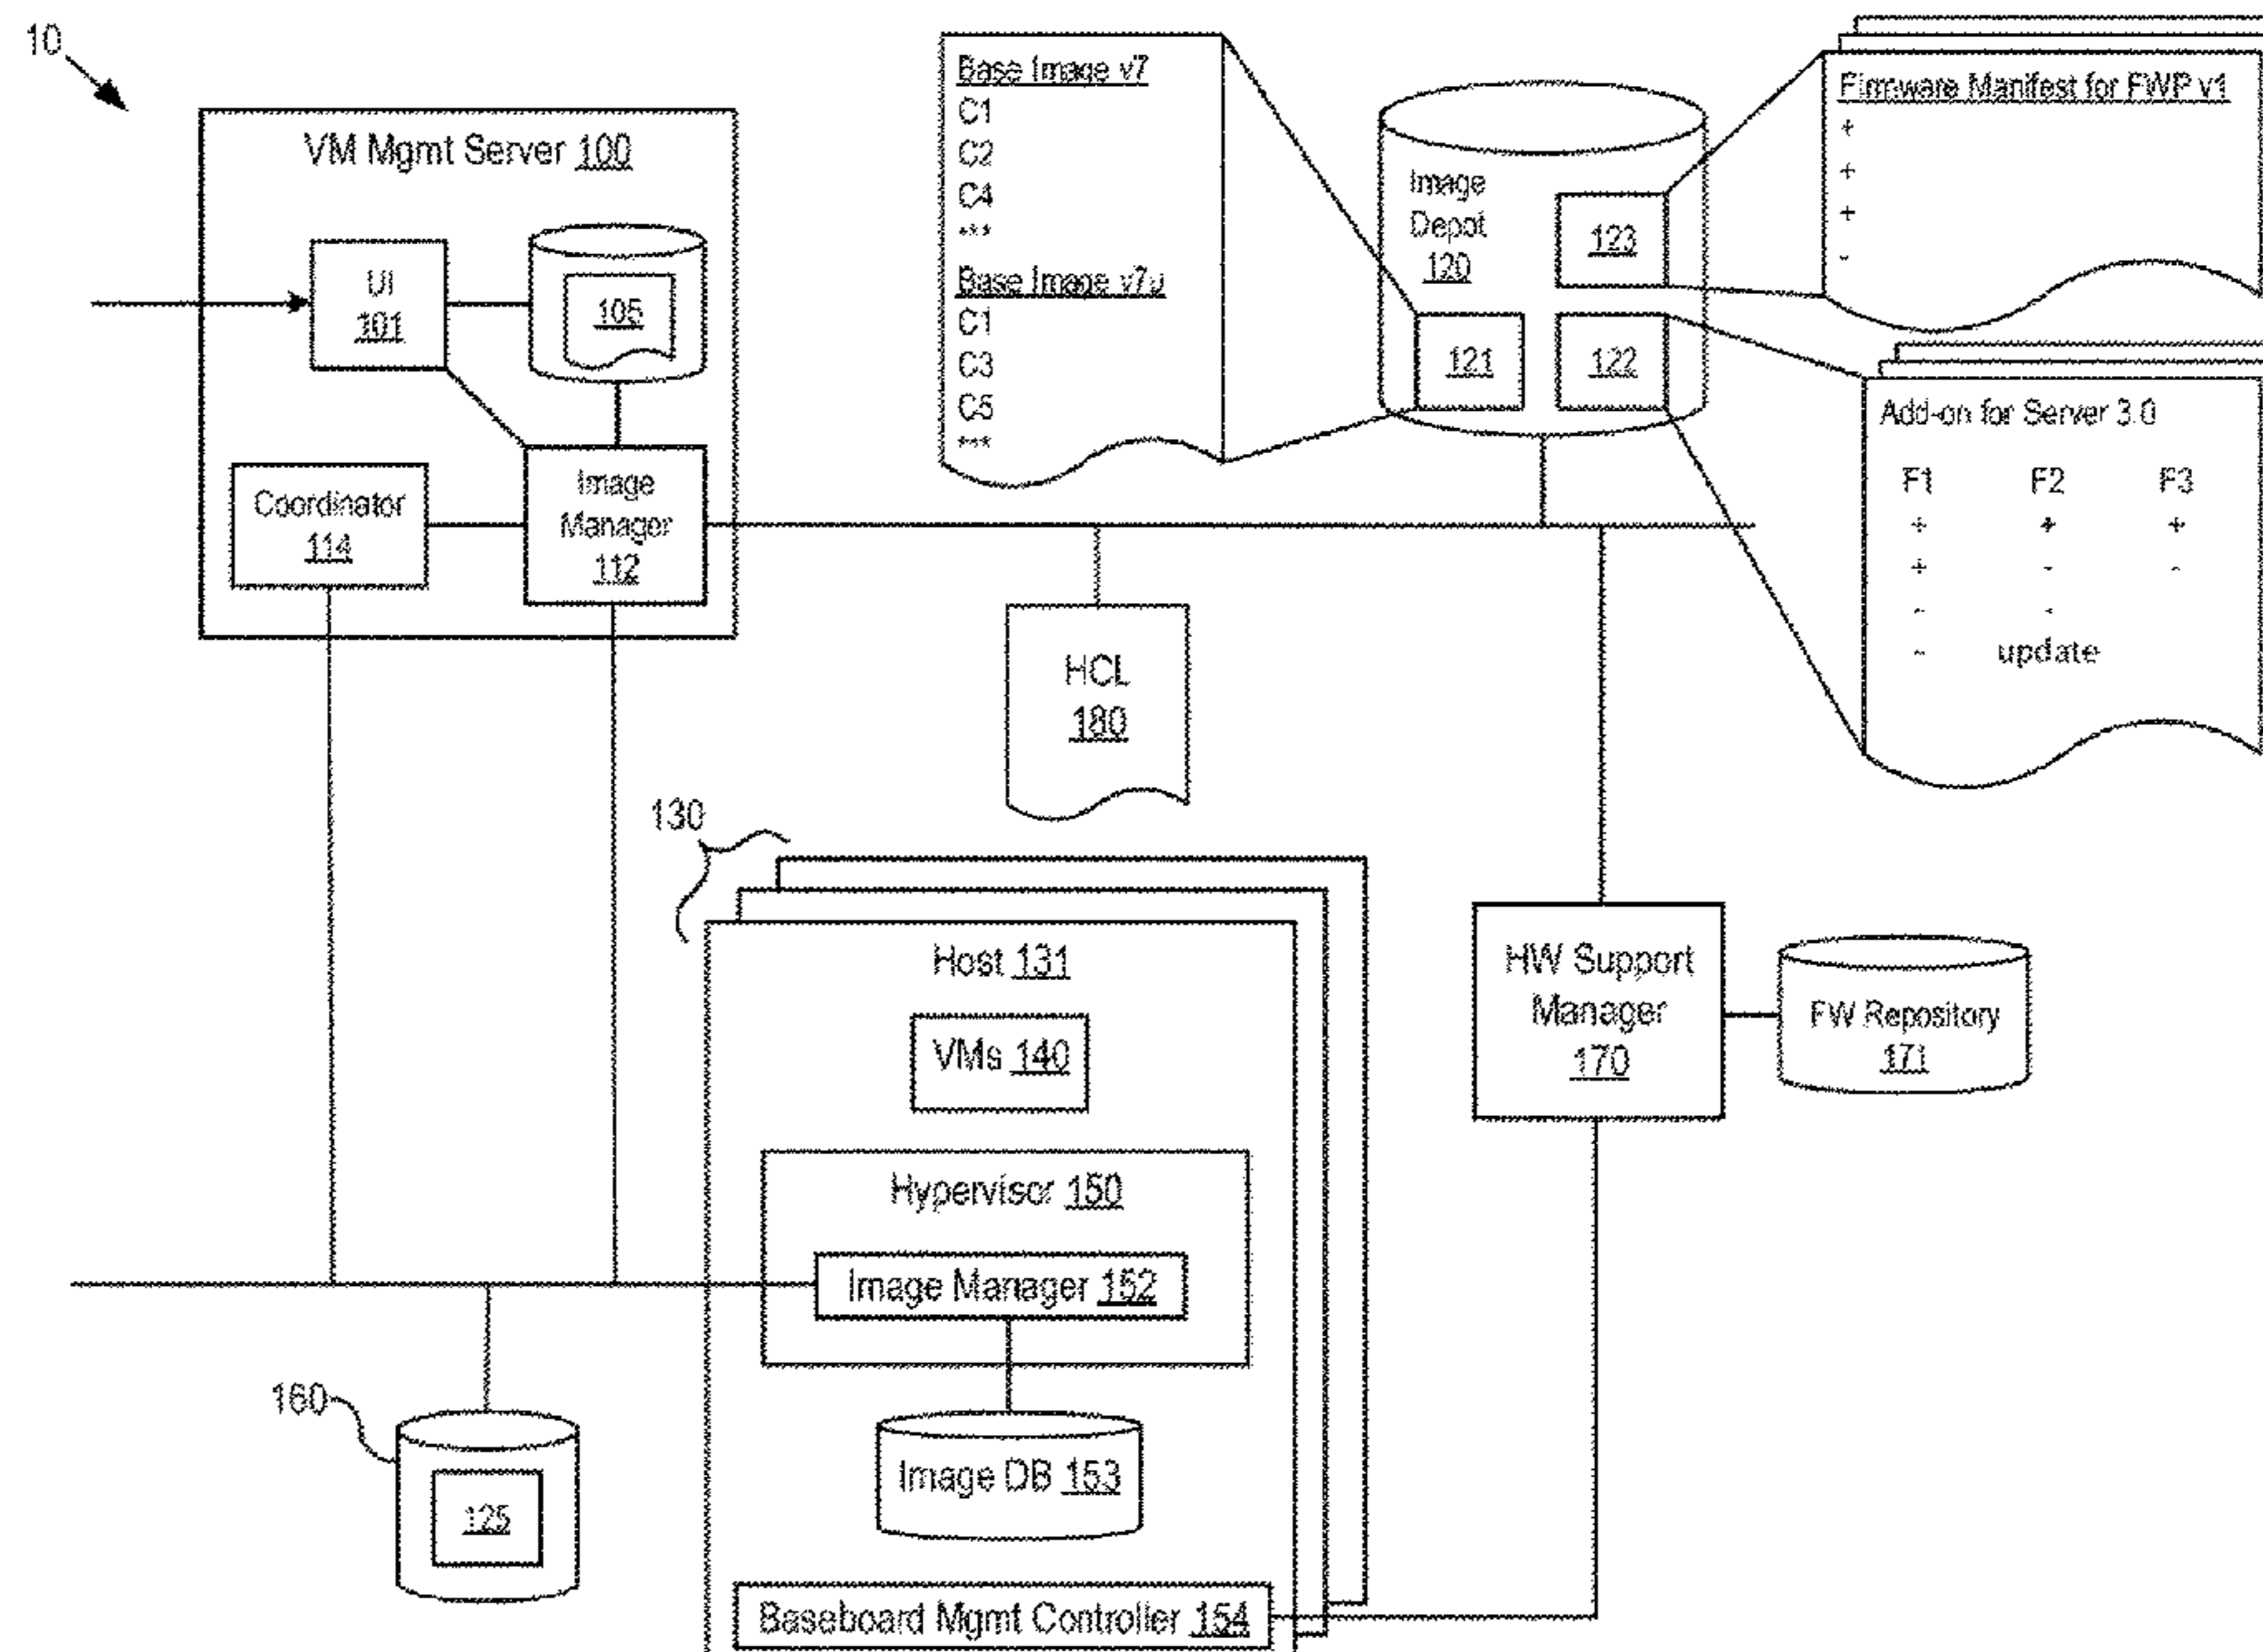 10
VM Mgmt Server 100
UI
101
105
Coordinator
114
Image
Manager
112
Base Image v7
C1
C2
C4
***
Base Image v7u
C1
C3
C5
***
Image
Depot
120
121
122
123
Firmware Manifest for FWP v1
+
+
+
-
Add-on for Server 3.0
F1 F2 F3
+ + +
+ - -
- -
- update
HCL
180
130
Host 131
VMs 140
Hypervisor 150
Image Manager 152
Image DB 153
Baseboard Mgmt Controller 154
HW Support
Manager
170
FW Repository
171
160
125